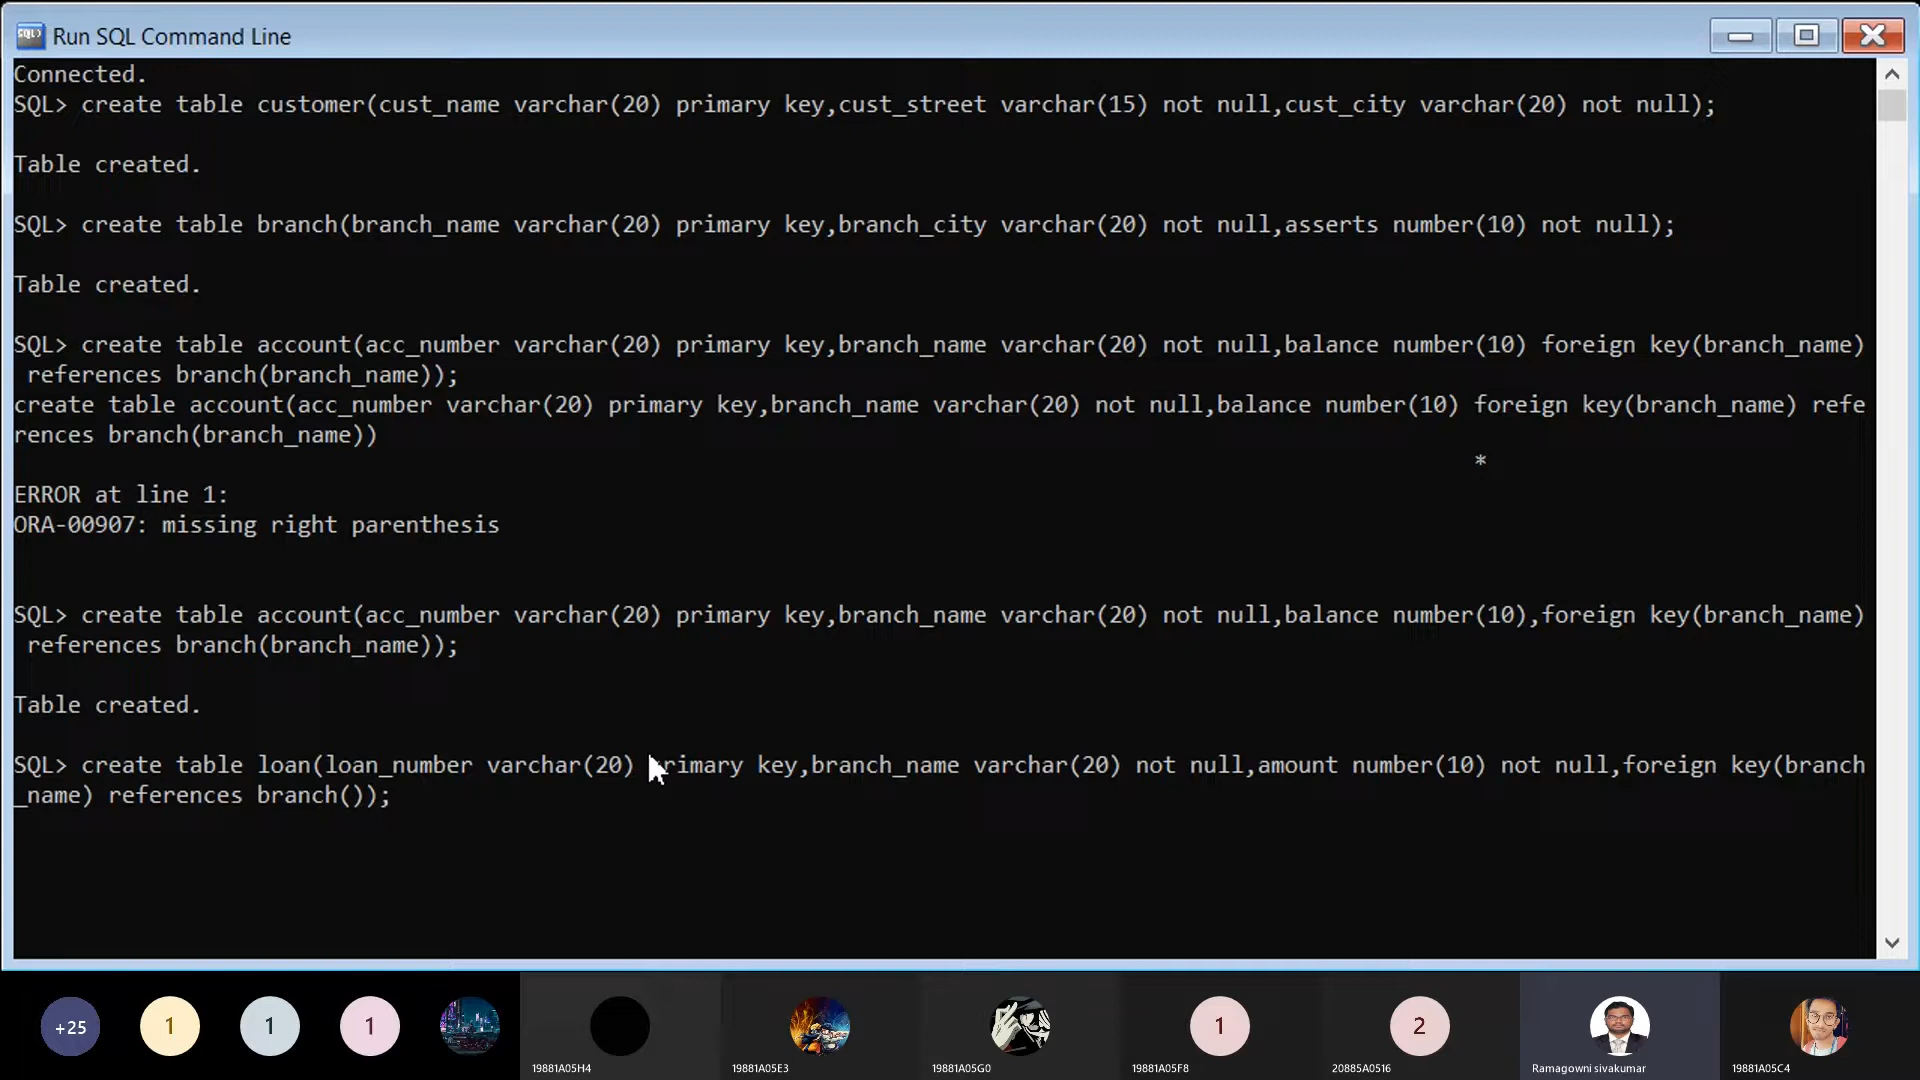 Run SQL Command Line
Connected.
SQL> create table customer(cust_name varchar(20) primary key,cust_street varchar(15) not null,cust_city varchar(20) not null);
Table created.
SQL> create table branch(branch_name varchar(20) primary key,branch_city varchar(20) not null,asserts number(10) not null);
Table created.
SQL> create table account(acc_number varchar(20) primary key,branch_name varchar(20) not null,balance number(10) foreign key(branch_name)
references branch(branch_name));
create table account(acc_number varchar(20) primary key,branch_name varchar(20) not null,balance number(10) foreign key(branch_name) refe
rences branch(branch_name))
*
ERROR at line 1:
ORA-00907: missing right parenthesis
SQL> create table account(acc_number varchar(20) primary key,branch_name varchar(20) not null,balance number(10),foreign key(branch_name)
references branch(branch_name));
Table created.
SQL> create table loan(loan_number varchar(20) primary key,branch_name varchar(20) not null,amount number(10) not null,foreign key(branch
_name) references branch());
+25
1
1
1
1
2
19881A05H4
19881A05E3
19881A05G0
19881A05F8
20885A0516
Ramagowni sivakumar
19881A05C4